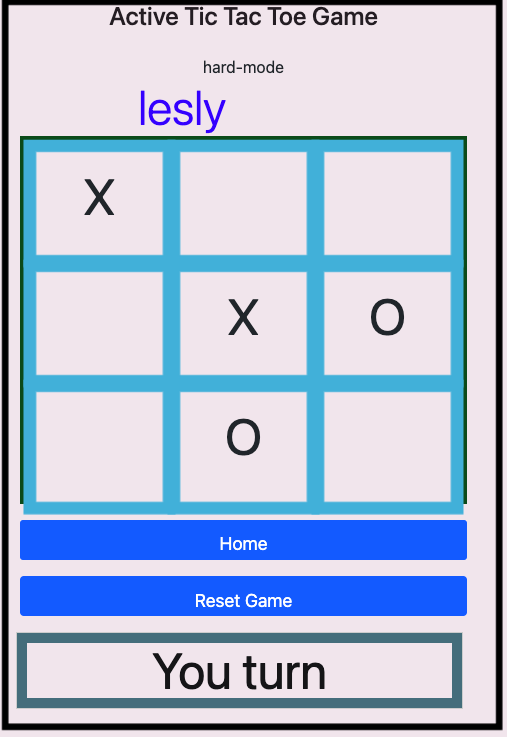 Active Tic Tac Toe Game
hard-mode
lesly
X
X O
O
Home
Reset Game
You turn